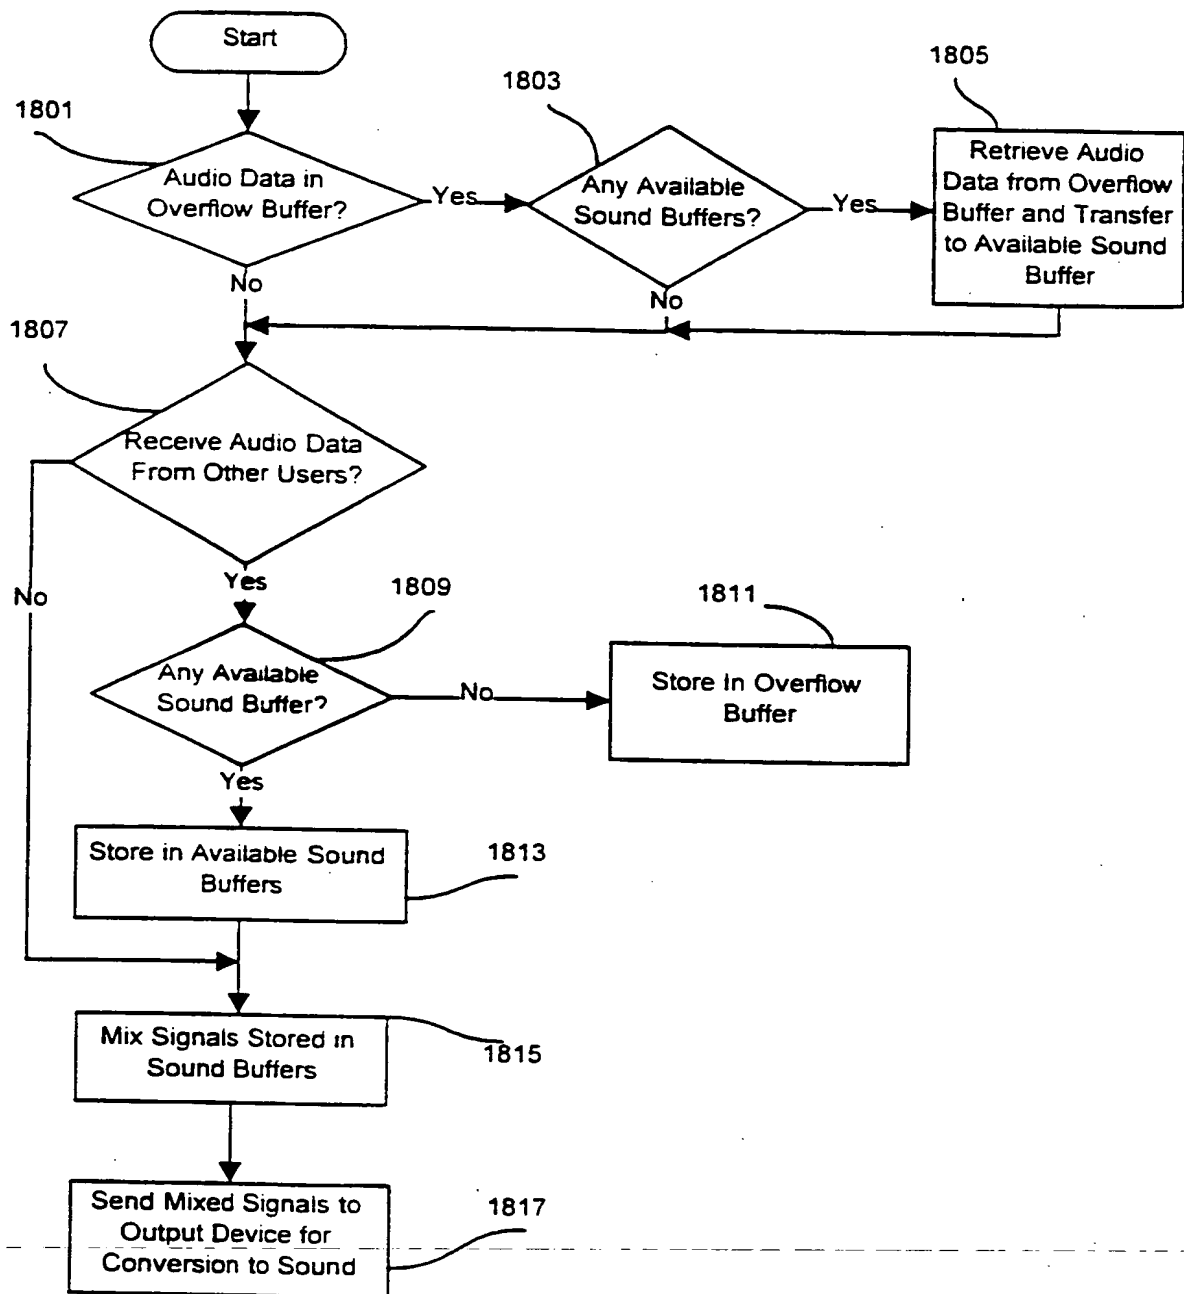 Start
1801
1803
1805
Audio Data in
Overflow Buffer?
Yes
Any Available
Sound Buffers?
Yes
Retrieve Audio
Data from Overflow
Buffer and Transfer
to Available Sound
Buffer
No
No
1807
Receive Audio Data
From Other Users?
No
Yes
1809
1811
Any Available
Sound Buffer?
No
Store In Overflow
Buffer
Yes
Store in Available Sound
Buffers
1813
Mix Signals Stored in
Sound Buffers
1815
Send Mixed Signals to
Output Device for
Conversion to Sound
1817